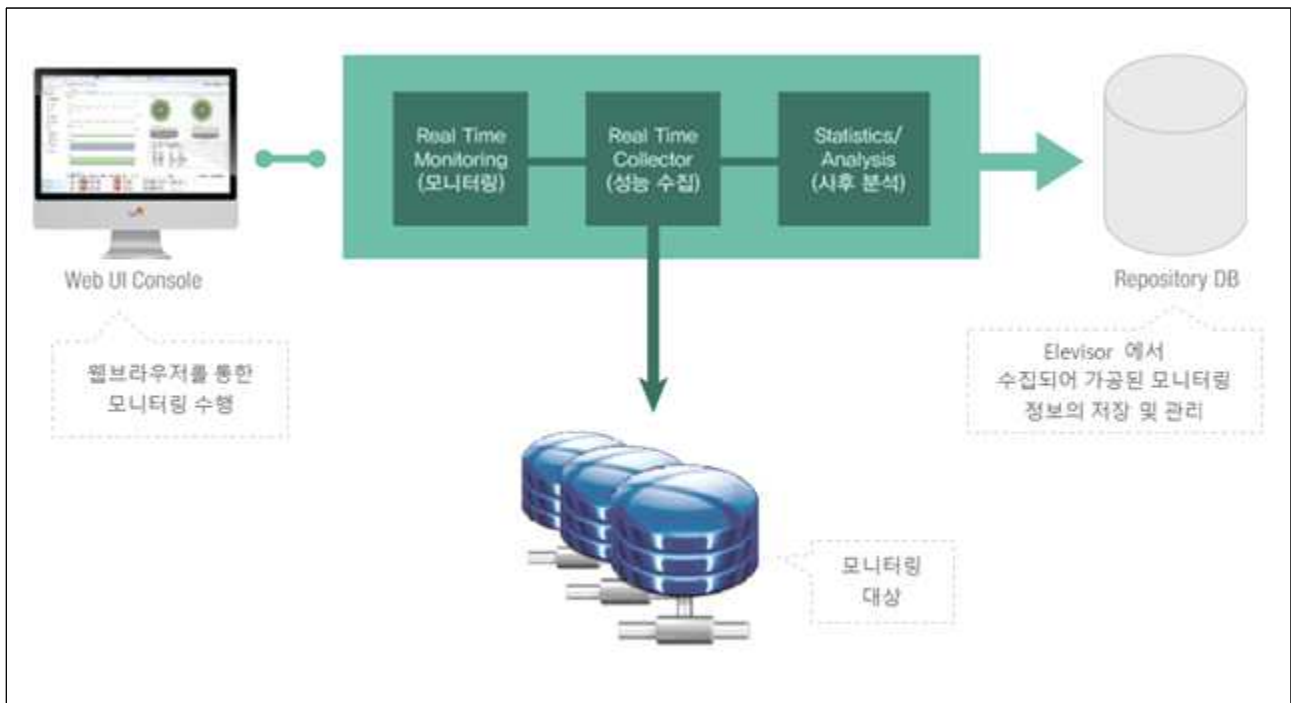 Real Time
Monitoring
(모니터링)
Real Time
Collector
(성능 수집)
Statistics/
Analysis
(사후 분석)
Web UI Console
Repository DB
웹브라우저를 통한
모니터링 수행
Elevisor 에서
수집되어 가공된 모니터링
정보의 저장 및 관리
모니터링
대상